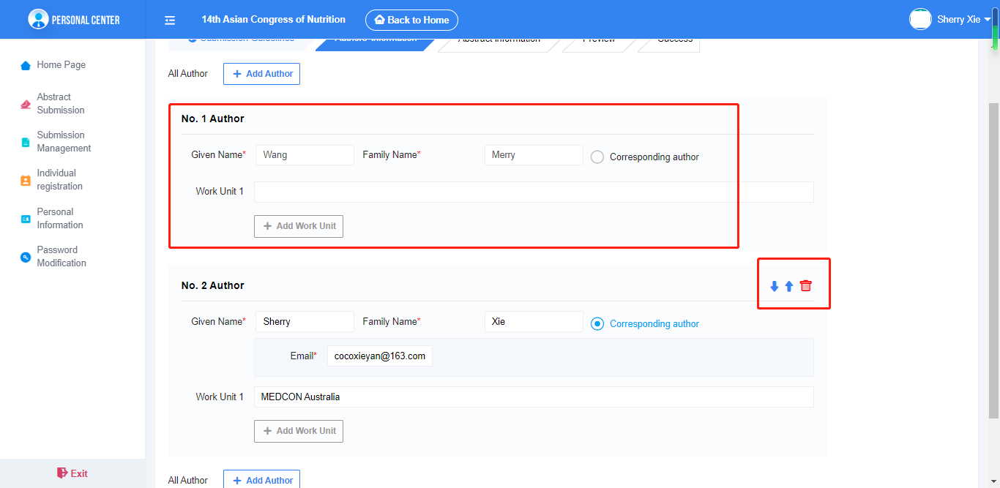 PERSONAL CENTER
14th Asian Congress of Nutrition
Back to Home
Sherry Xie
Home Page
Abstract
Submission
Submission
Management
Individual
registration
Personal
Information
Password
Modification
Exit
Submission Guidelines
Authors' Information
Abstract Information
Preview
Success
All Author
+ Add Author
No. 1 Author
Given Name* Wang Family Name* Merry Corresponding author
Work Unit 1
+ Add Work Unit
No. 2 Author
Given Name* Sherry Family Name* Xie Corresponding author
Email* cocoxieyan@163.com
Work Unit 1 MEDCON Australia
+ Add Work Unit
All Author
+ Add Author